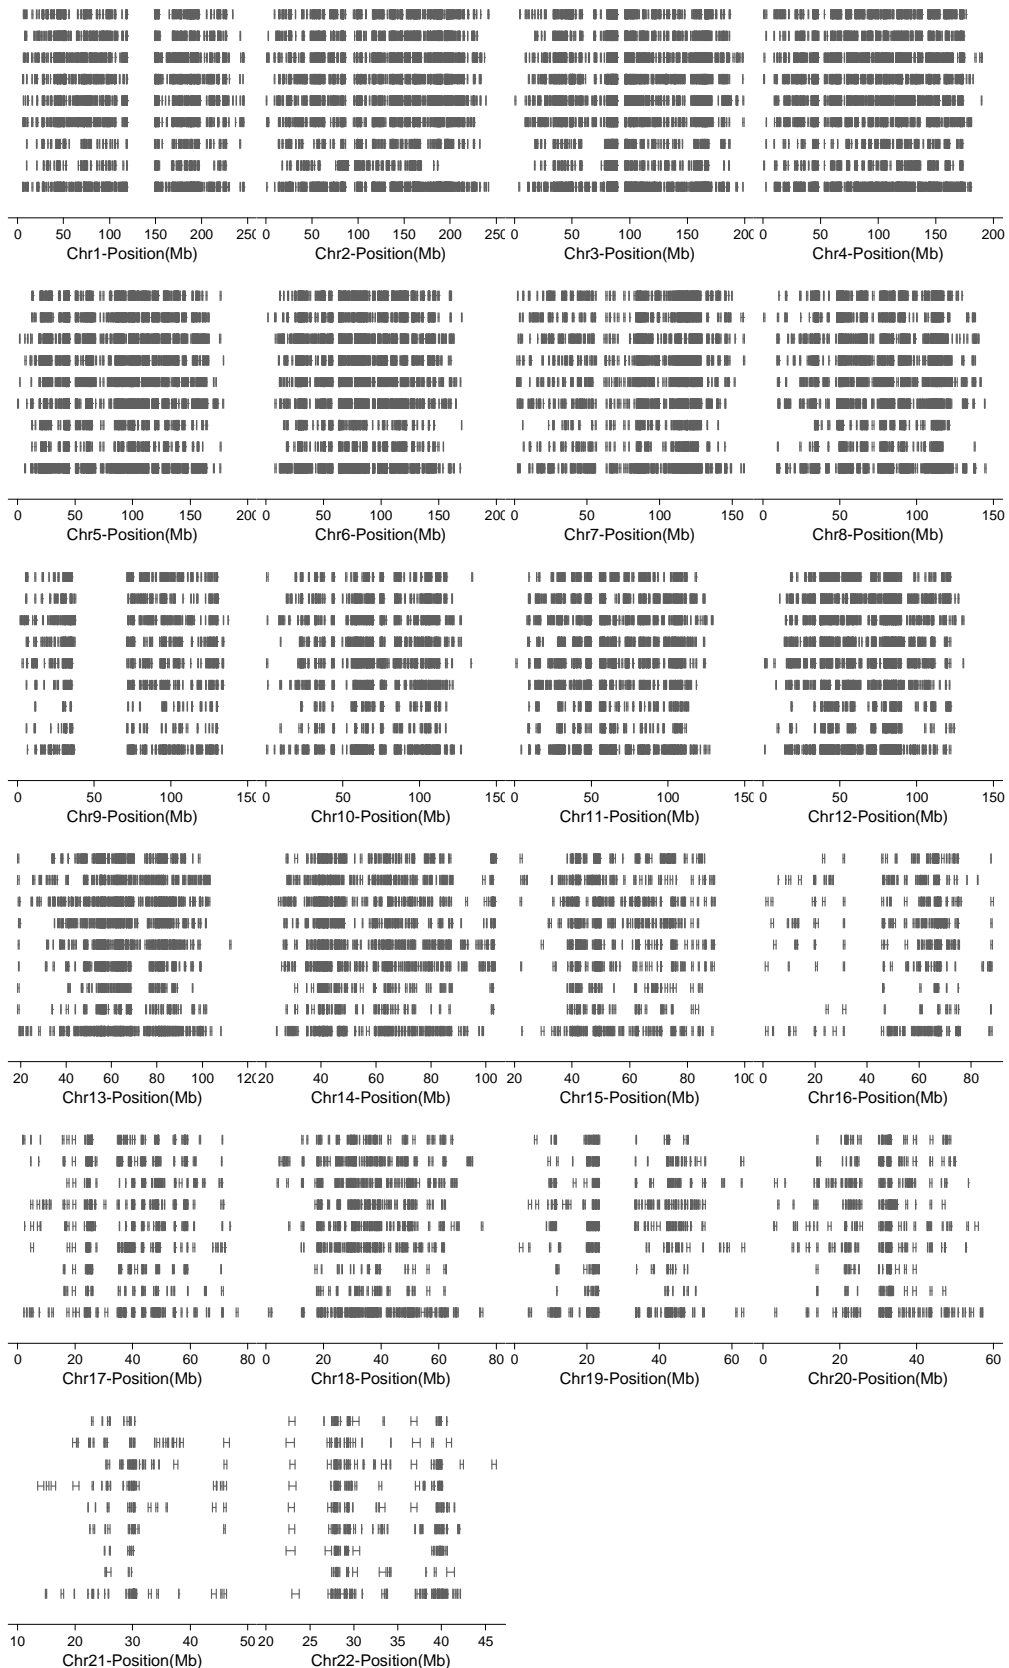 0 50 100 150 200 250 0 50 100 150 200 250 0 50 100 150 200 0 50 100 150 200
Chr1-Position(Mb) Chr2-Position(Mb) Chr3-Position(Mb) Chr4-Position(Mb)
0 50 100 150 200 0 50 100 150 200 0 50 100 150 0 50 100 150
Chr5-Position(Mb) Chr6-Position(Mb) Chr7-Position(Mb) Chr8-Position(Mb)
0 50 100 150 0 50 100 150 0 50 100 150 0 50 100 150
Chr9-Position(Mb) Chr10-Position(Mb) Chr11-Position(Mb) Chr12-Position(Mb)
20 40 60 80 100 120 20 40 60 80 100 20 40 60 80 100 0 20 40 60 80
Chr13-Position(Mb) Chr14-Position(Mb) Chr15-Position(Mb) Chr16-Position(Mb)
0 20 40 60 80 0 20 40 60 80 0 20 40 60 0 20 40 60
Chr17-Position(Mb) Chr18-Position(Mb) Chr19-Position(Mb) Chr20-Position(Mb)
10 20 30 40 50 20 25 30 35 40 45
Chr21-Position(Mb) Chr22-Position(Mb)